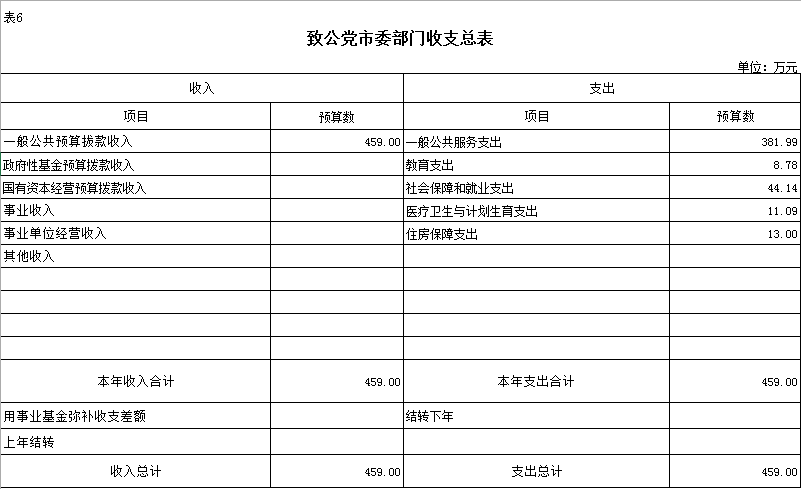 表6
致公党市委部门收支总表
单位：万元
收入 支出
项目 预算数 项目 预算数
一般公共预算拨款收入 459.00 一般公共服务支出 381.99
政府性基金预算拨款收入 教育支出 8.78
国有资本经营预算拨款收入 社会保障和就业支出 44.14
事业收入 医疗卫生与计划生育支出 11.09
事业单位经营收入 住房保障支出 13.00
其他收入
本年收入合计 459.00 本年支出合计 459.00
用事业基金弥补收支差额 结转下年
上年结转
收入总计 459.00 支出总计 459.00